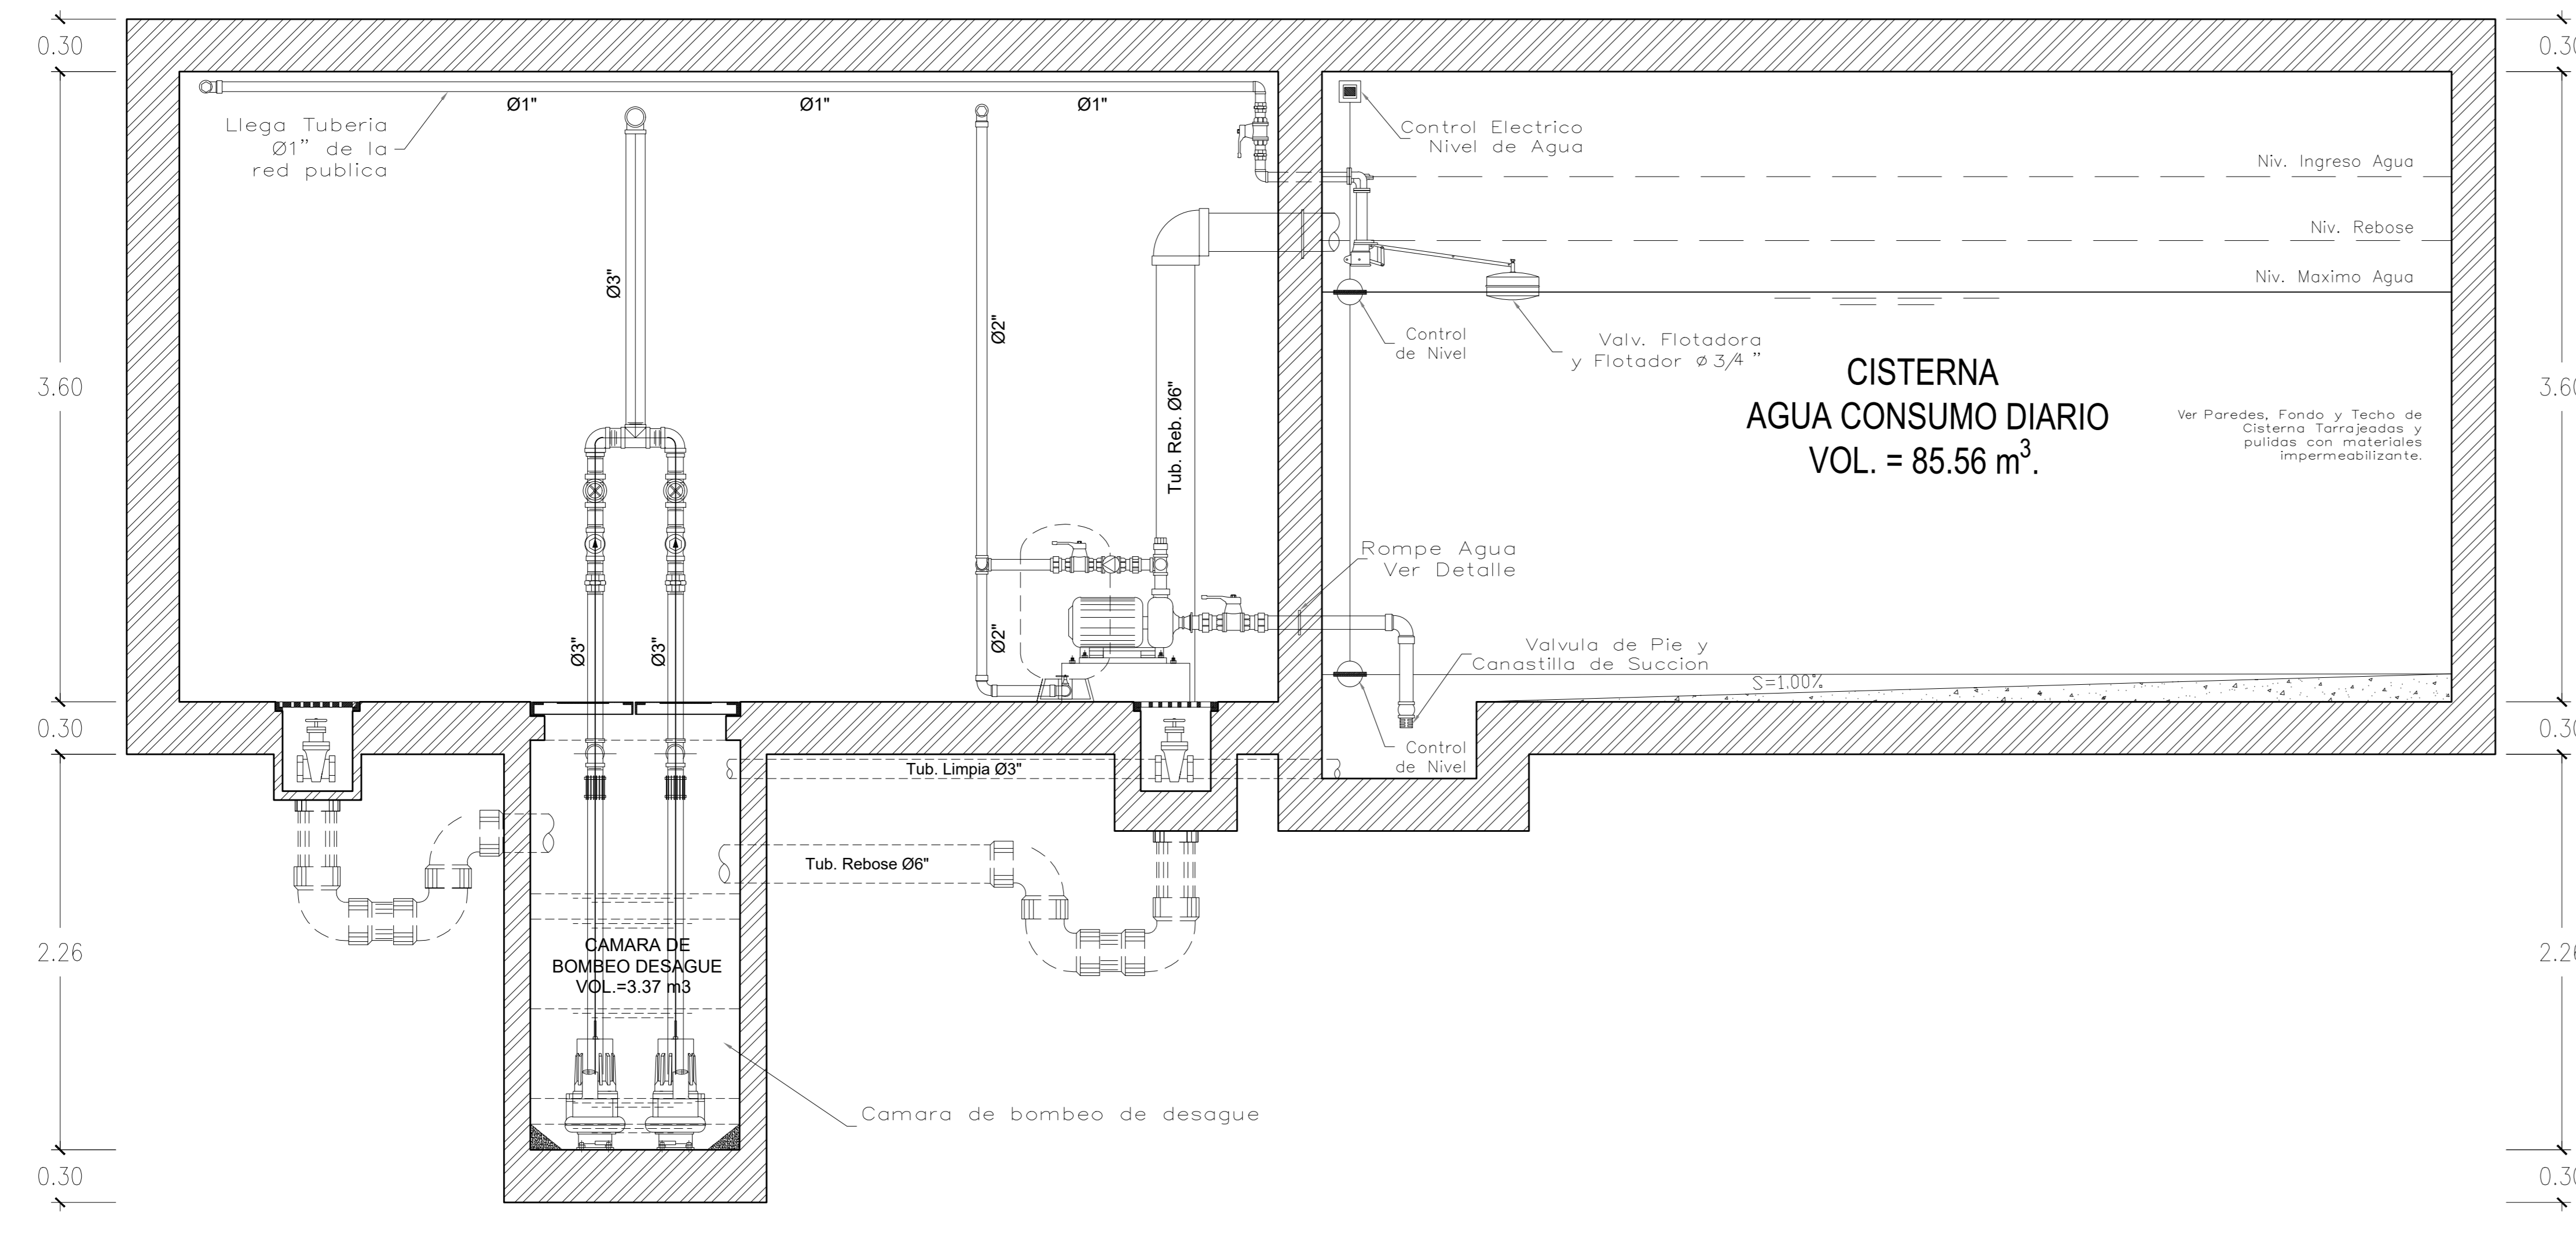 0.30
3.60
0.30
2.26
0.30
Llega Tuberia
Ø1" de la
red publica
Ø1"
Ø1"
Ø1"
Ø3"
Ø3"
Ø3"
Ø2"
Ø2"
Tub. Reb. Ø6"
Control Electrico
Nivel de Agua
Niv. Ingreso Agua
Niv. Rebose
Niv. Maximo Agua
Control
de Nivel
Valv. Flotadora
y Flotador Ø 3/4 "
CISTERNA
AGUA CONSUMO DIARIO
VOL. = 85.56 m³.
Ver Paredes, Fondo y Techo de
Cisterna Tarrajeadas y
pulidas con materiales
impermeabilizante.
Rompe Agua
Ver Detalle
Valvula de Pie y
Canastilla de Succion
S=1.00%
Control
de Nivel
Tub. Limpia Ø3"
Tub. Rebose Ø6"
CAMARA DE
BOMBEO DESAGUE
VOL.=3.37 m3
Camara de bombeo de desague
0.30
3.60
0.30
2.26
0.30